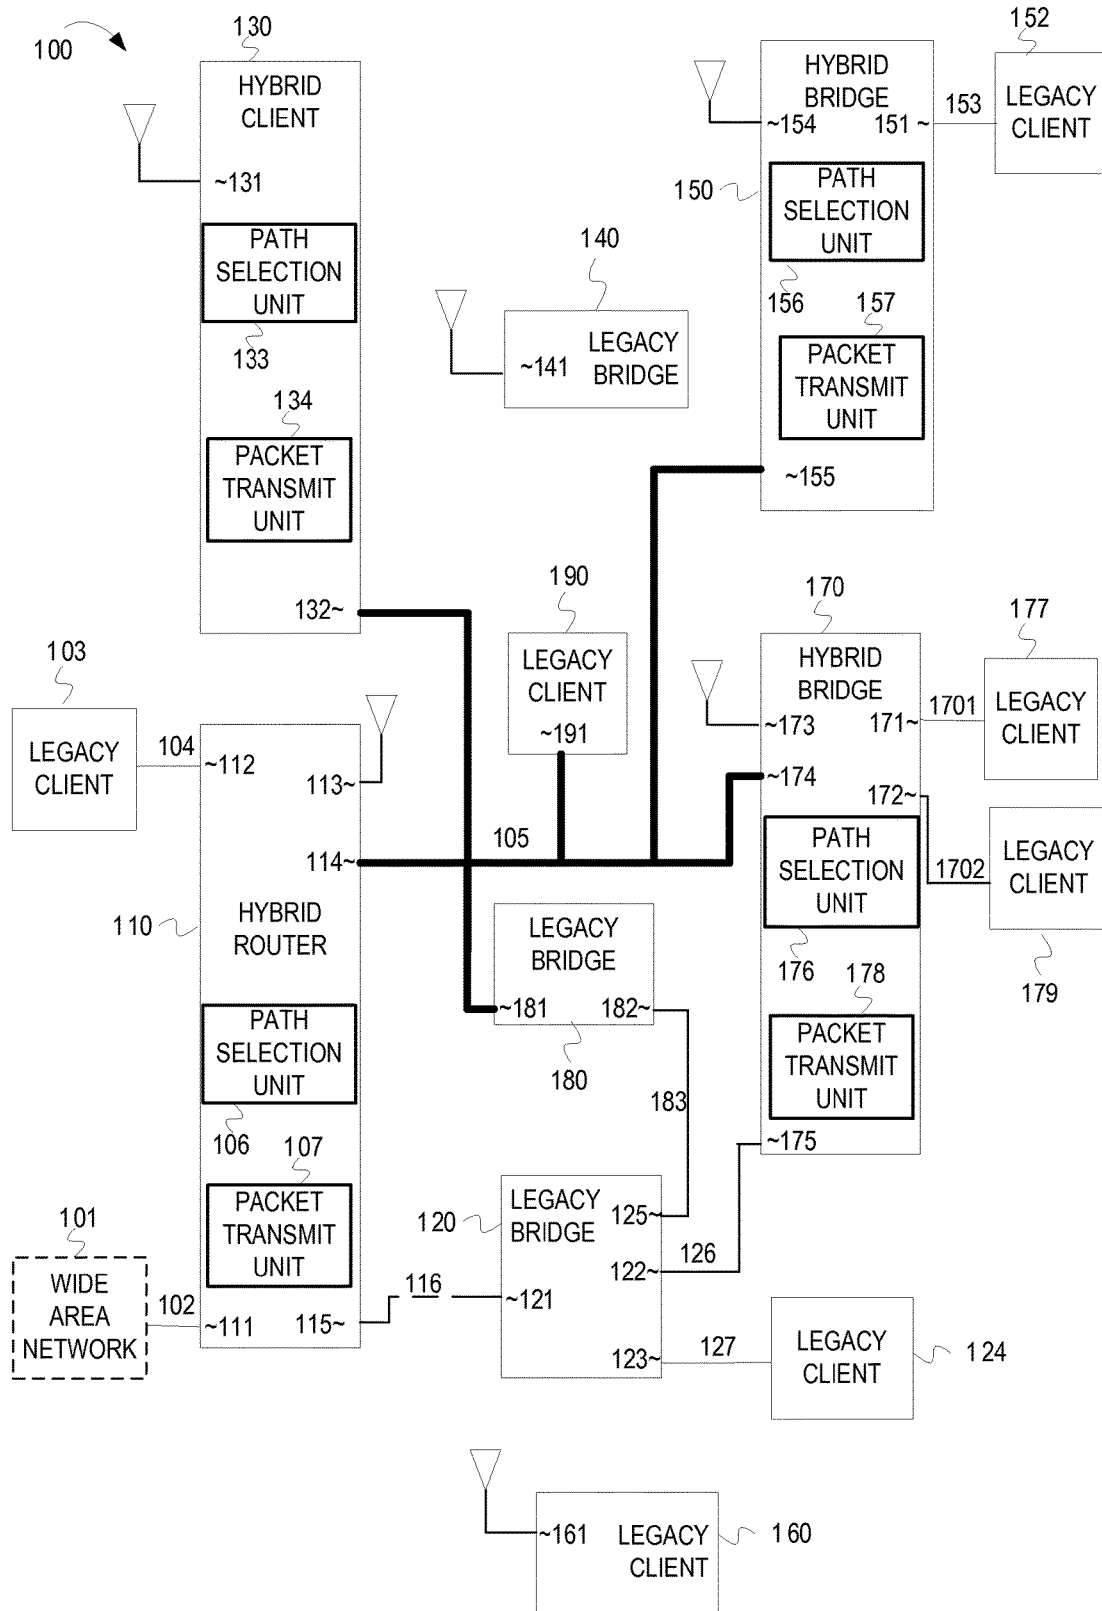 100
130
HYBRID
CLIENT
~131
PATH
SELECTION
UNIT
133
134
PACKET
TRANSMIT
UNIT
132~
140
~141
LEGACY
BRIDGE
HYBRID
BRIDGE
~154
151 ~
153
152
LEGACY
CLIENT
150
PATH
SELECTION
UNIT
156
157
PACKET
TRANSMIT
UNIT
~155
103
LEGACY
CLIENT
104
~112
113~
114~
105
110
HYBRID
ROUTER
PATH
SELECTION
UNIT
106
107
PACKET
TRANSMIT
UNIT
101
WIDE
AREA
NETWORK
102
~111
115~
116
190
LEGACY
CLIENT
~191
LEGACY
BRIDGE
~181
182~
180
183
170
HYBRID
BRIDGE
~173
171~
1701
177
LEGACY
CLIENT
~174
172~
1702
LEGACY
CLIENT
179
PATH
SELECTION
UNIT
176
178
PACKET
TRANSMIT
UNIT
~175
120
LEGACY
BRIDGE
125~
122~
126
~121
123~
127
LEGACY
CLIENT
124
~161
LEGACY
CLIENT
160